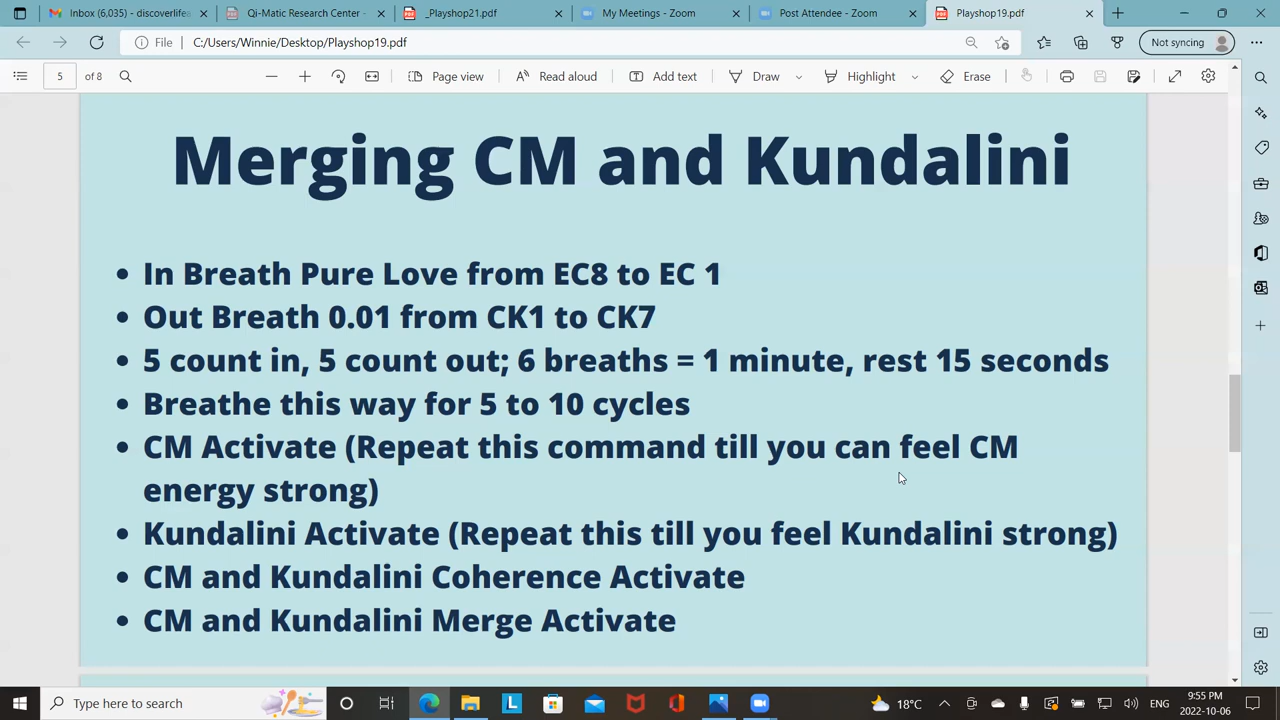 Inbox (6,035) - discoverlifea
Qi-Matic Research Center -
_Playshop21.pdf
My Meetings - Zoom
Post Attendee - Zoom
Playshop19.pdf
File
C:/Users/Winnie/Desktop/Playshop19.pdf
Not syncing
5 of 8
Page view
Read aloud
Add text
Draw
Highlight
Erase
Merging CM and Kundalini
• In Breath Pure Love from EC8 to EC 1
• Out Breath 0.01 from CK1 to CK7
• 5 count in, 5 count out; 6 breaths = 1 minute, rest 15 seconds
• Breathe this way for 5 to 10 cycles
• CM Activate (Repeat this command till you can feel CM
energy strong)
• Kundalini Activate (Repeat this till you feel Kundalini strong)
• CM and Kundalini Coherence Activate
• CM and Kundalini Merge Activate
Type here to search
18°C
ENG
9:55 PM
2022-10-06